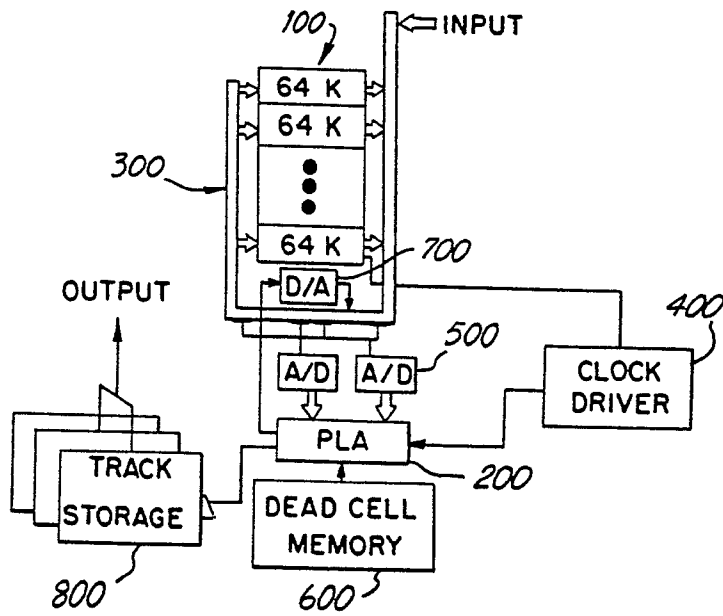 100
INPUT
64 K
64 K
300
64 K
700
D/A
OUTPUT
400
500
A/D
A/D
CLOCK
DRIVER
PLA
TRACK
STORAGE
200
DEAD CELL
MEMORY
800
600